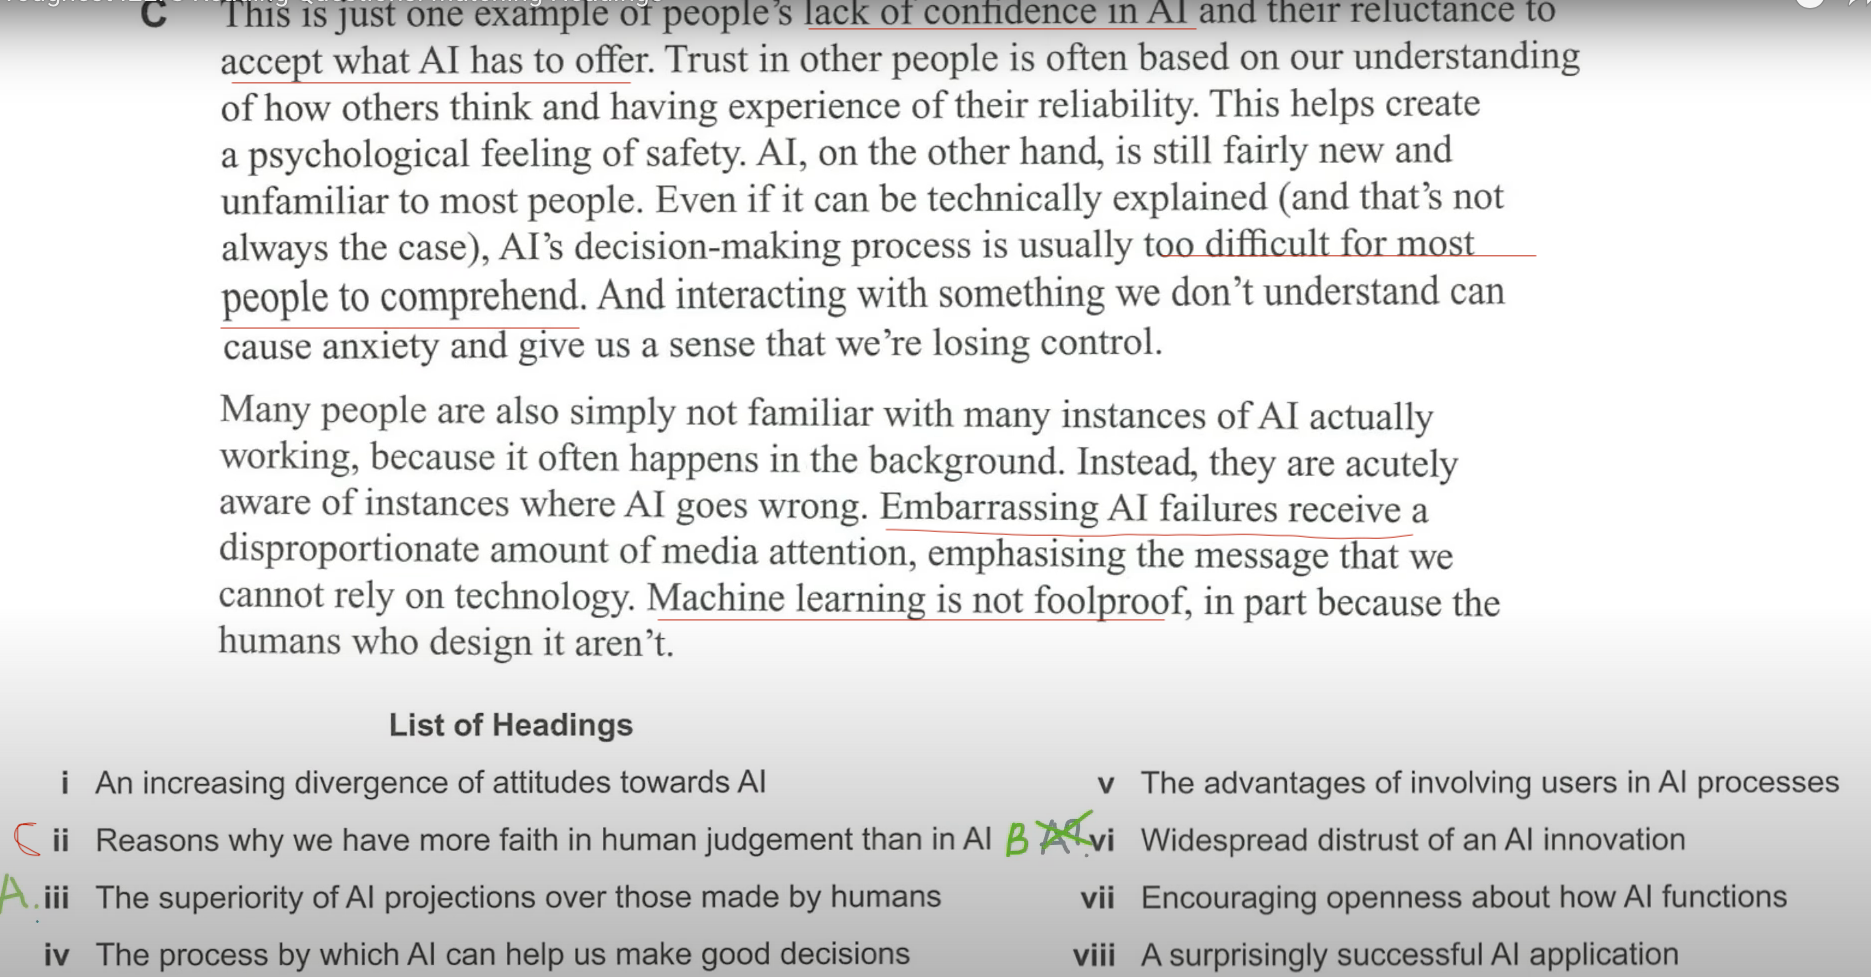 C This is just one example of people's lack of confidence in AI and their reluctance to
accept what AI has to offer. Trust in other people is often based on our understanding
of how others think and having experience of their reliability. This helps create
a psychological feeling of safety. AI, on the other hand, is still fairly new and
unfamiliar to most people. Even if it can be technically explained (and that's not
always the case), AI's decision-making process is usually too difficult for most
people to comprehend. And interacting with something we don't understand can
cause anxiety and give us a sense that we're losing control.
Many people are also simply not familiar with many instances of AI actually
working, because it often happens in the background. Instead, they are acutely
aware of instances where AI goes wrong. Embarrassing AI failures receive a
disproportionate amount of media attention, emphasising the message that we
cannot rely on technology. Machine learning is not foolproof, in part because the
humans who design it aren't.
List of Headings
i An increasing divergence of attitudes towards AI
C ii Reasons why we have more faith in human judgement than in AI
A. iii The superiority of AI projections over those made by humans
iv The process by which AI can help us make good decisions
v The advantages of involving users in AI processes
B vi Widespread distrust of an AI innovation
vii Encouraging openness about how AI functions
viii A surprisingly successful AI application